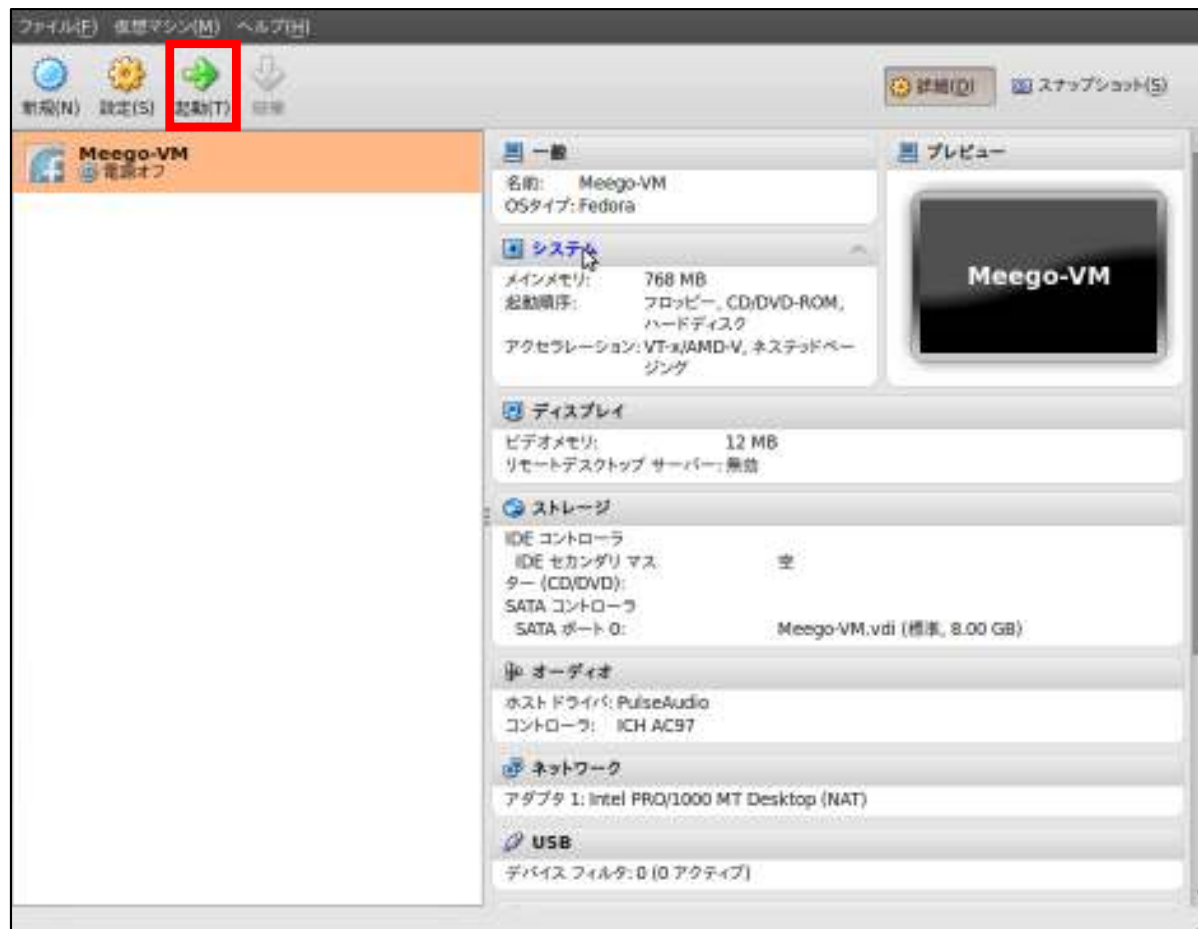 ファイル(F) 仮想マシン(M) ヘルプ(H)
新規(N) 設定(S) 起動(T) 破棄
詳細(D) スナップショット(S)
Meego-VM
電源オフ
一般
名前: Meego-VM
OSタイプ: Fedora
プレビュー
Meego-VM
システム
メインメモリ: 768 MB
起動順序: フロッピー, CD/DVD-ROM,
ハードディスク
アクセラレーション: VT-x/AMD-V, ネステッドペー
ジング
ディスプレイ
ビデオメモリ: 12 MB
リモートデスクトップ サーバー: 無効
ストレージ
IDE コントローラ
IDE セカンダリ マス 空
ター (CD/DVD):
SATA コントローラ
SATA ポート 0: Meego-VM.vdi (標準, 8.00 GB)
オーディオ
ホスト ドライバ: PulseAudio
コントローラ: ICH AC97
ネットワーク
アダプタ 1: Intel PRO/1000 MT Desktop (NAT)
USB
デバイス フィルタ: 0 (0 アクティブ)